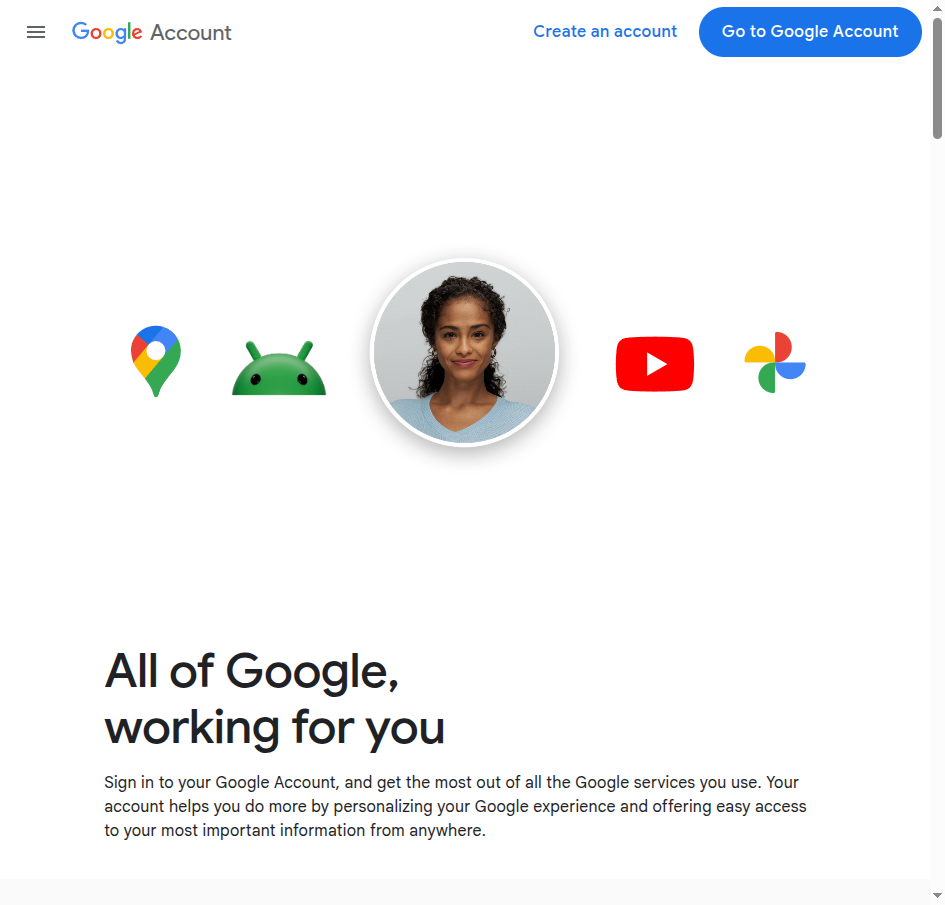 Google Account
Create an account
Go to Google Account
All of Google,
working for you
Sign in to your Google Account, and get the most out of all the Google services you use. Your
account helps you do more by personalizing your Google experience and offering easy access
to your most important information from anywhere.